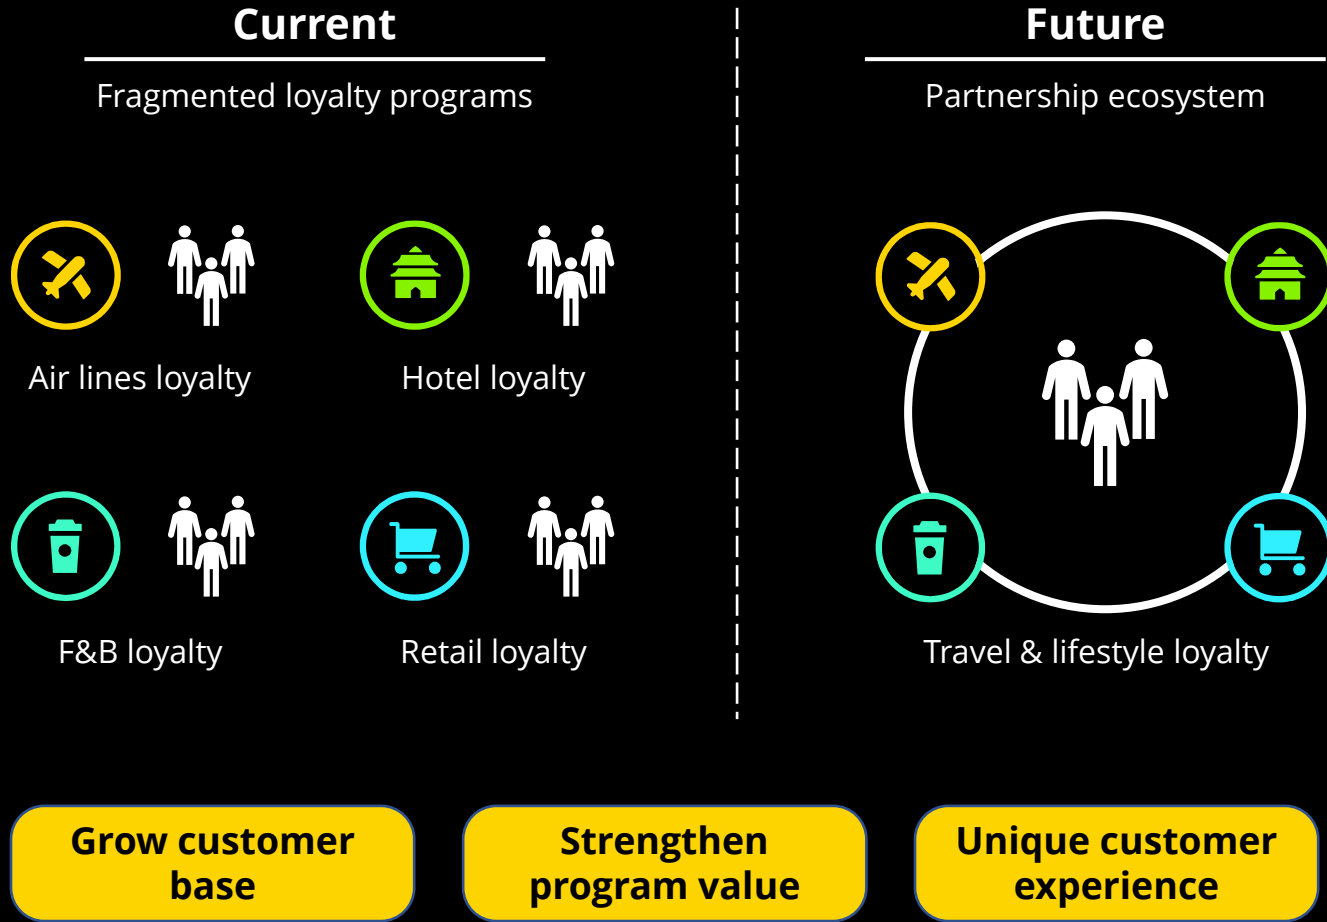 Current
Fragmented loyalty programs
Air lines loyalty
Hotel loyalty
F&B loyalty
Retail loyalty
Future
Partnership ecosystem
Travel & lifestyle loyalty
Grow customer
base
Strengthen
program value
Unique customer
experience